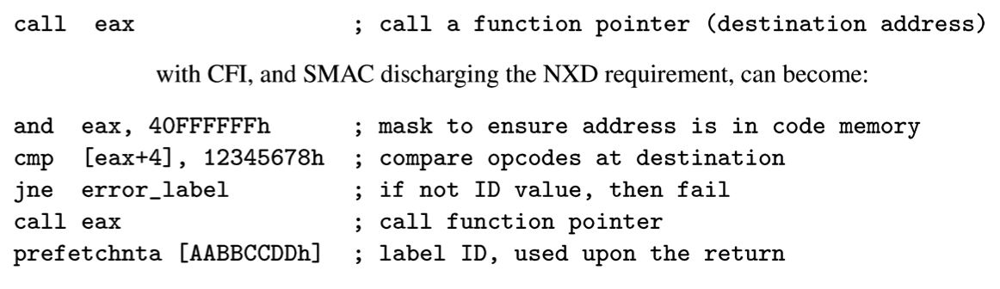 call eax ; call a function pointer (destination address)
with CFI, and SMAC discharging the NXD requirement, can become:
and eax, 40FFFFFFh ; mask to ensure address is in code memory
cmp [eax+4], 12345678h ; compare opcodes at destination
jne error_label ; if not ID value, then fail
call eax ; call function pointer
prefetchnta [AABBCCDDh] ; label ID, used upon the return